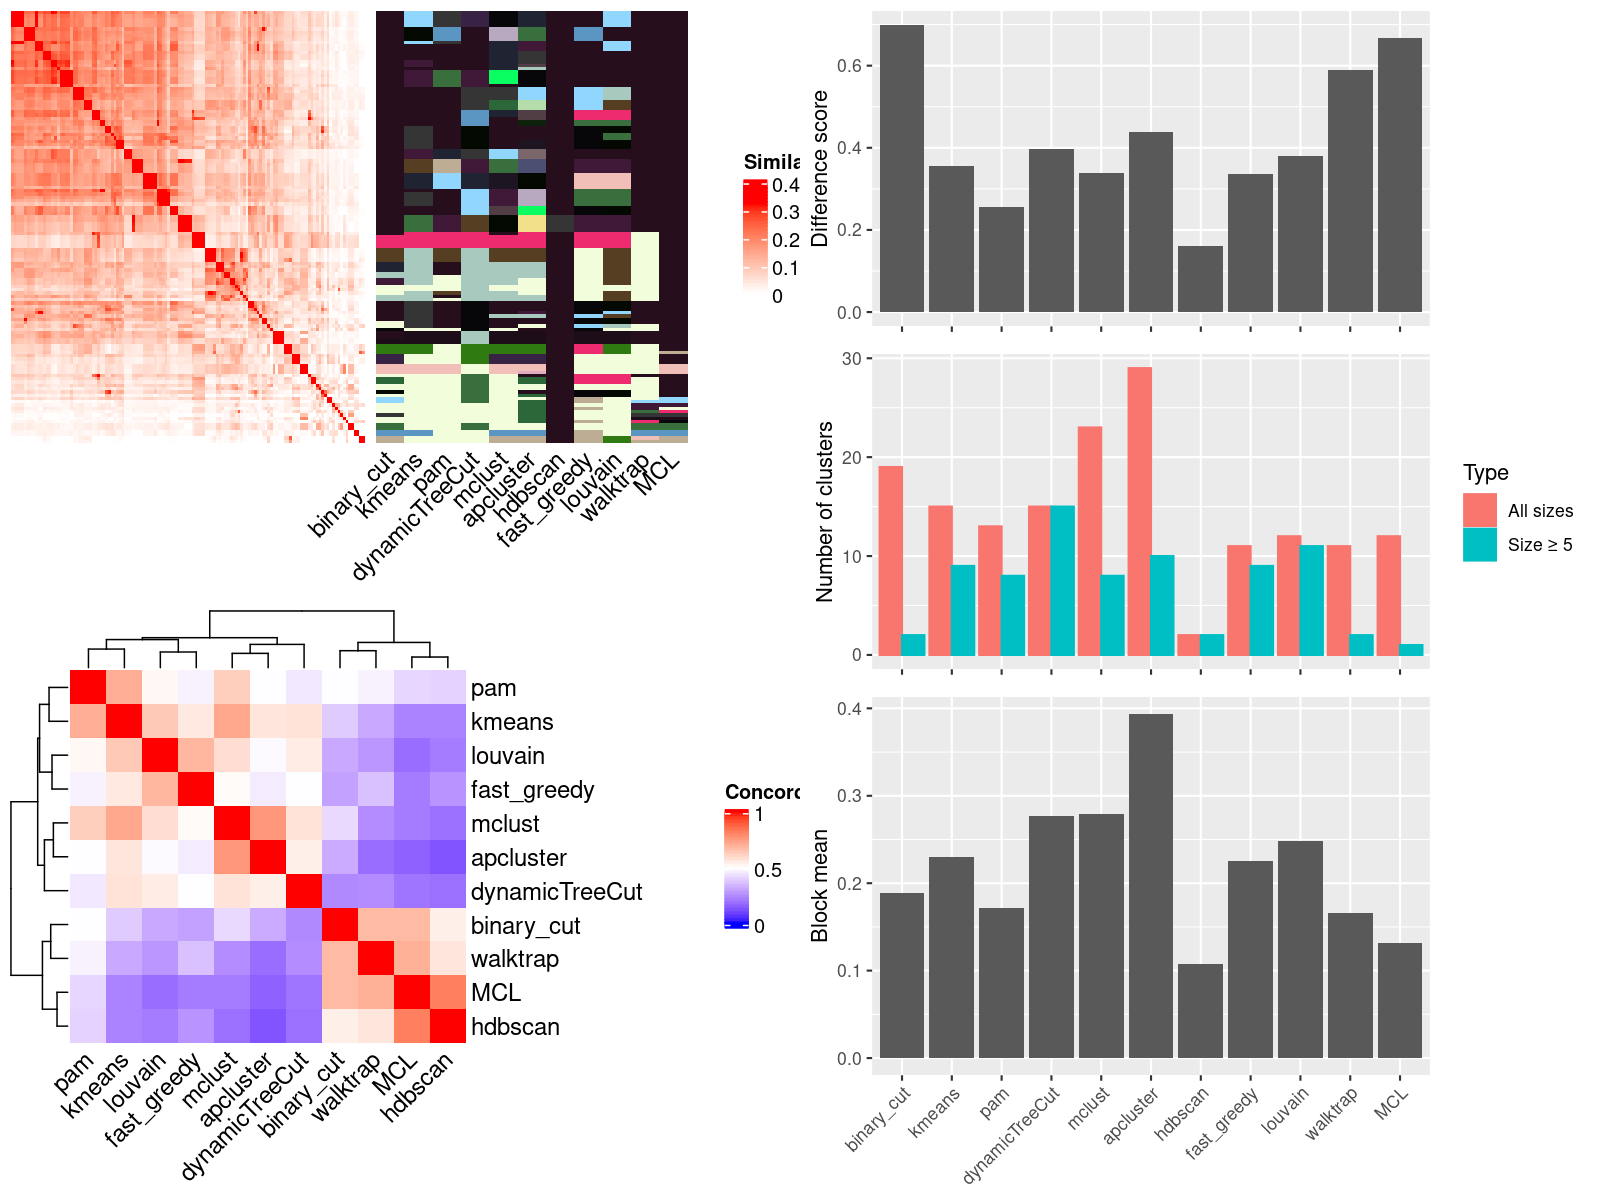 Simila
0.4
0.3
0.2
0.1
0
binary_cut
kmeans
pam
dynamicTreeCut
mclust
apcluster
hdbscan
fast_greedy
louvain
walktrap
MCL
pam
kmeans
louvain
fast_greedy
mclust
apcluster
dynamicTreeCut
binary_cut
walktrap
MCL
hdbscan
pam
kmeans
louvain
fast_greedy
mclust
apcluster
dynamicTreeCut
binary_cut
walktrap
MCL
hdbscan
Concord
1
0.5
0
Difference score
0.6
0.4
0.2
0.0
Number of clusters
30
20
10
0
Type
All sizes
Size ≥ 5
Block mean
0.4
0.3
0.2
0.1
0.0
binary_cut
kmeans
pam
dynamicTreeCut
mclust
apcluster
hdbscan
fast_greedy
louvain
walktrap
MCL